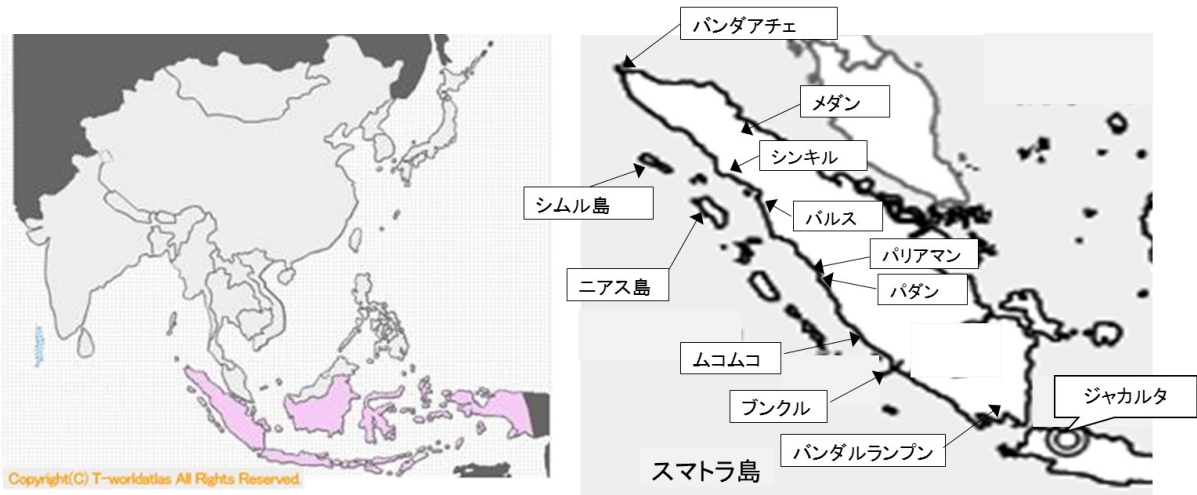 バンダアチェ
メダン
シンキル
シムル島
バルス
パリアマン
ニアス島
パダン
ムコムコ
ジャカルタ
ブンクル
バンダルランプン
スマトラ島
Copyright(C) T-worldatlas All Rights Reserved.